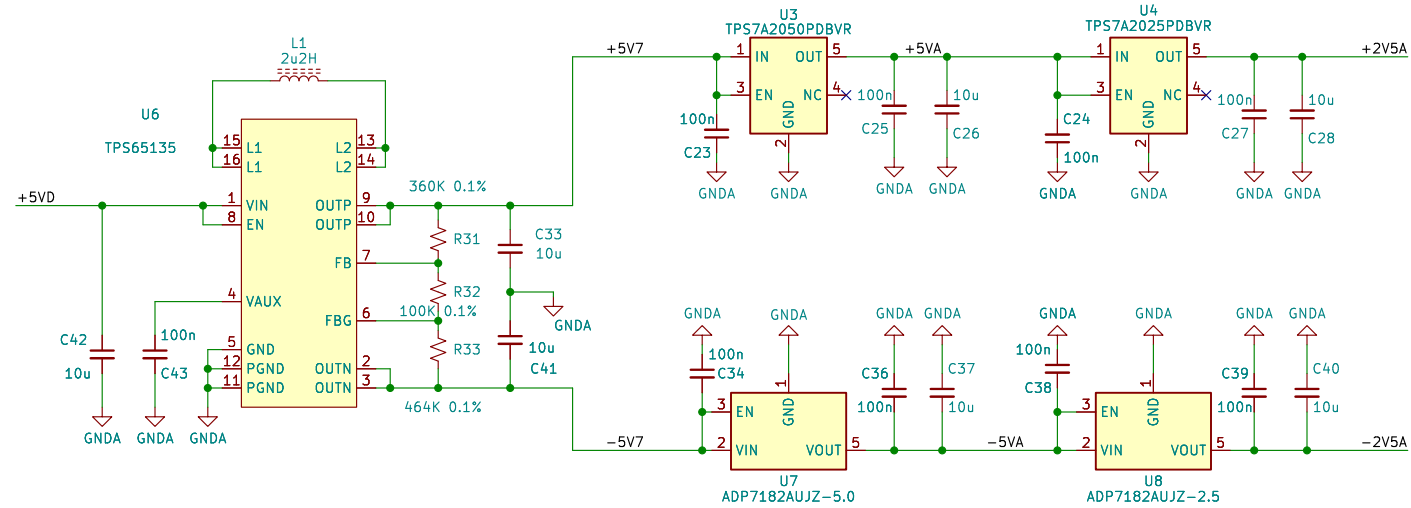 U3
TPS7A2050PDBVR
U4
TPS7A2025PDBVR
L1
2u2H
+5V7
1 IN OUT 5
+5VA
1 IN OUT 5
+2V5A
3 EN NC 4
100n
10u
3 EN NC 4
100n
10u
GND
2
C25
C26
GND
2
C27
C28
100n
C23
C24
100n
GNDA
GNDA
GNDA
GNDA
GNDA
GNDA
GNDA
GNDA
U6
TPS65135
15 L1 L2 13
16 L1 L2 14
360K 0.1%
+5VD
1 VIN OUTP 9
8 EN OUTP 10
R31
C33
10u
FB 7
R32
4 VAUX
100K 0.1%
FBG 6
GNDA
R33
10u
C41
C42
10u
100n
C43
5 GND
12 PGND OUTN 2
11 PGND OUTN 3
464K 0.1%
GNDA
GNDA
GNDA
GNDA
GNDA
GNDA
GNDA
GNDA
GNDA
GNDA
GNDA
100n
C34
1
GND
C36
100n
C37
10u
100n
C38
1
GND
C39
100n
C40
10u
3 EN
3 EN
−5V7
2 VIN VOUT 5
−5VA
2 VIN VOUT 5
−2V5A
U7
ADP7182AUJZ−5.0
U8
ADP7182AUJZ−2.5